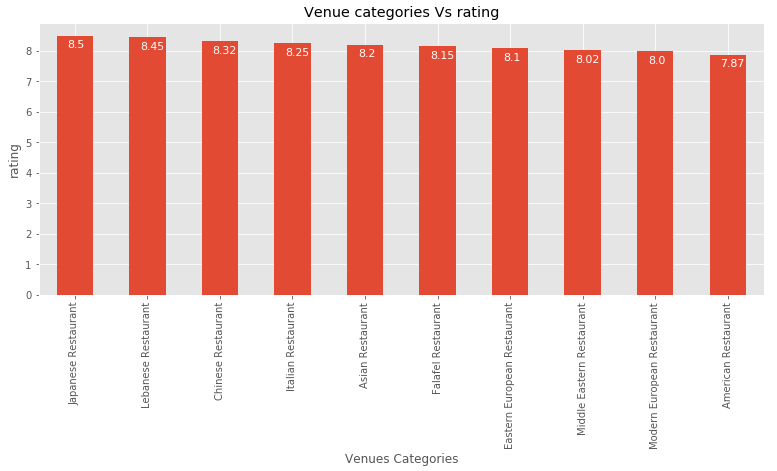 Venue categories Vs rating
rating
8
7
6
5
4
3
2
1
0
8.5
8.45
8.32
8.25
8.2
8.15
8.1
8.02
8.0
7.87
Japanese Restaurant
Lebanese Restaurant
Chinese Restaurant
Italian Restaurant
Asian Restaurant
Falafel Restaurant
Eastern European Restaurant
Middle Eastern Restaurant
Modern European Restaurant
American Restaurant
Venues Categories